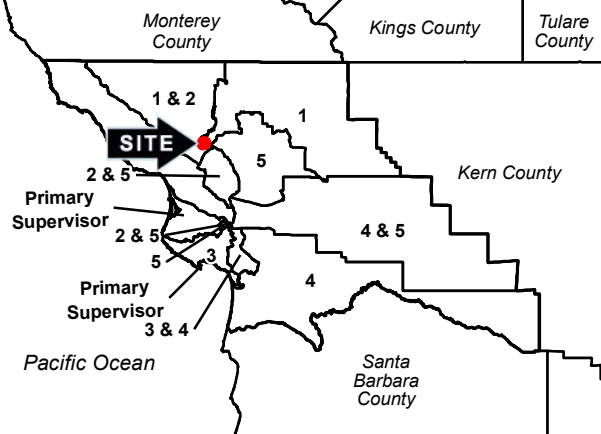 Monterey
County
Kings County
Tulare
County
1 & 2
1
SITE
5
Kern County
2 & 5
Primary
Supervisor
2 & 5
4 & 5
5
3
4
Primary
Supervisor
3 & 4
Pacific Ocean
Santa
Barbara
County